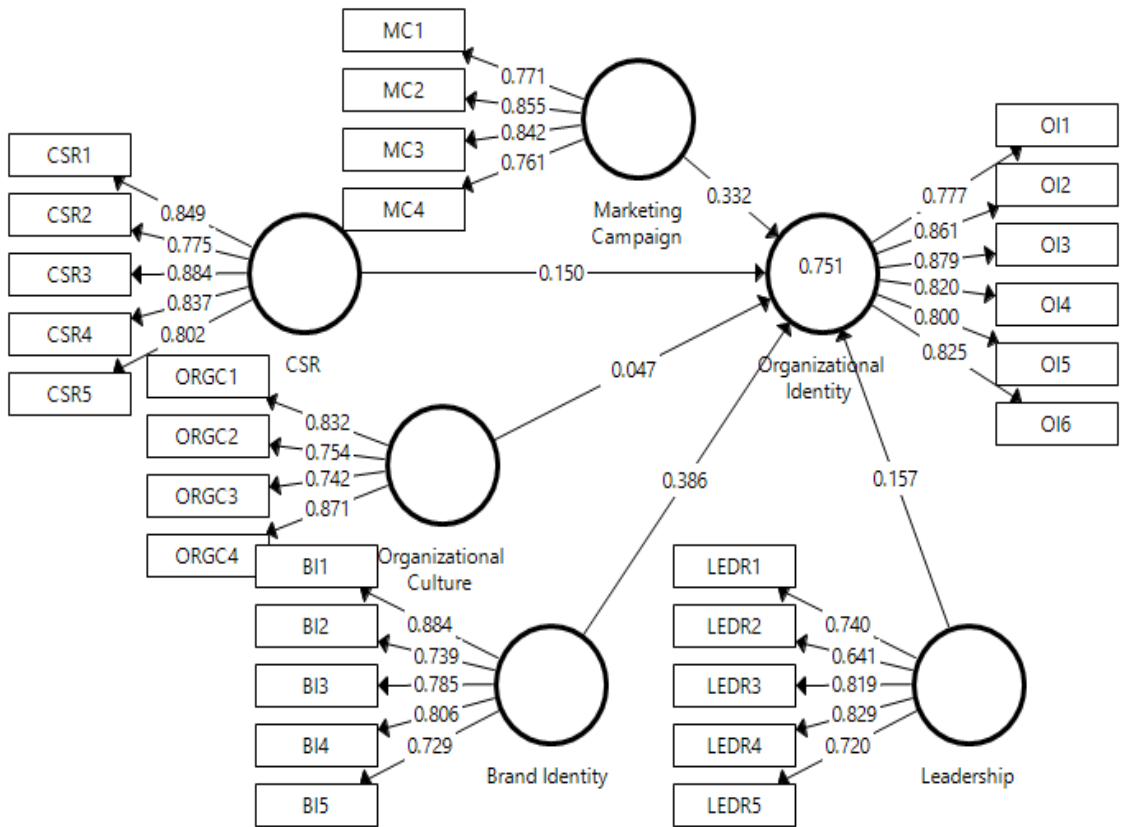 MC1
MC2
MC3
MC4
0.771
0.855
0.842
0.761
Marketing
Campaign
0.332
CSR1
CSR2
CSR3
CSR4
CSR5
0.849
0.775
0.884
0.837
0.802
CSR
0.150
0.751
Organizational
Identity
OI1
OI2
OI3
OI4
OI5
OI6
0.777
0.861
0.879
0.820
0.800
0.825
ORGC1
ORGC2
ORGC3
ORGC4
0.832
0.754
0.742
0.871
Organizational
Culture
0.047
BI1
BI2
BI3
BI4
BI5
0.884
0.739
0.785
0.806
0.729
Brand Identity
0.386
LEDR1
LEDR2
LEDR3
LEDR4
LEDR5
0.740
0.641
0.819
0.829
0.720
Leadership
0.157